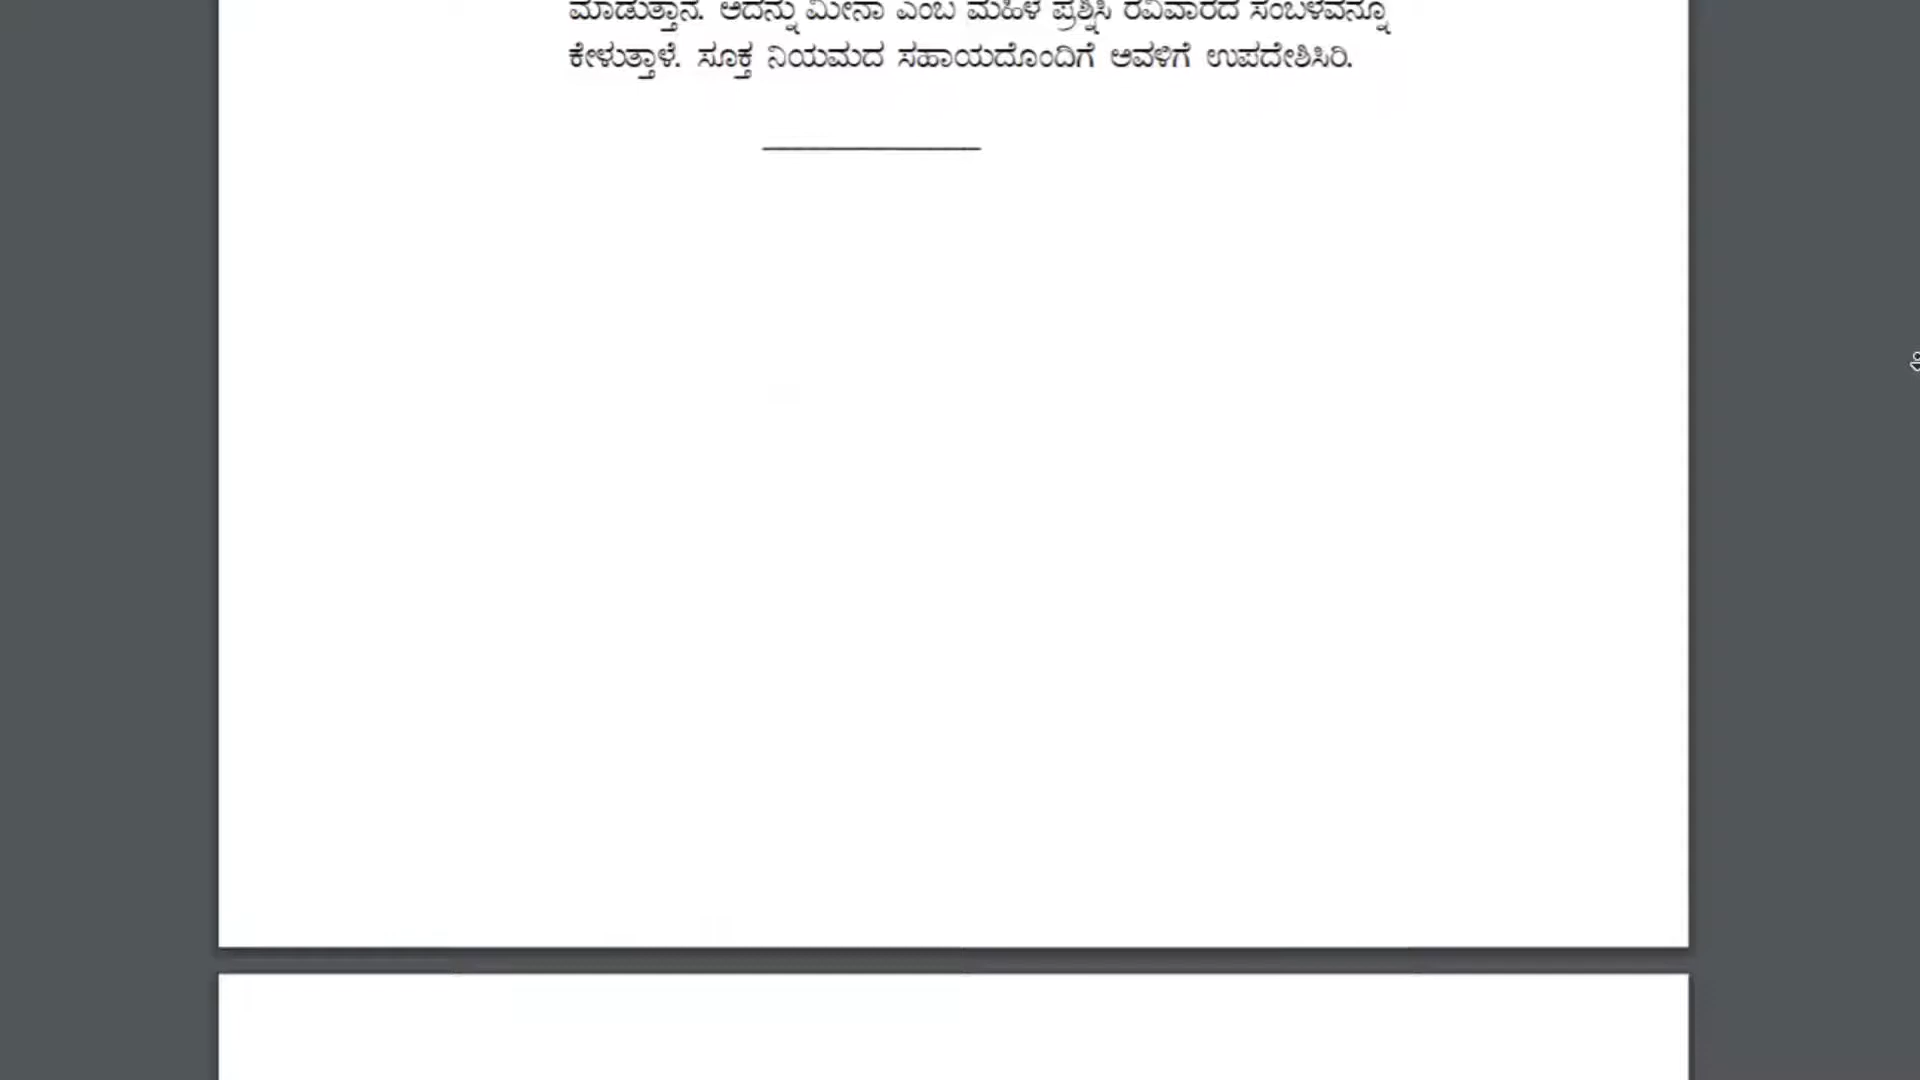 ಮಾಡುತ್ತಾನೆ. ಅದನ್ನು ಮೀನಾ ಎಂಬ ಮಹಿಳೆ ಪ್ರಶ್ನಿಸಿ ರವಿವಾರದ ಸಂಬಳವನ್ನೂ
ಕೇಳುತ್ತಾಳೆ. ಸೂಕ್ತ ನಿಯಮದ ಸಹಾಯದೊಂದಿಗೆ ಅವಳಿಗೆ ಉಪದೇಶಿಸಿರಿ.